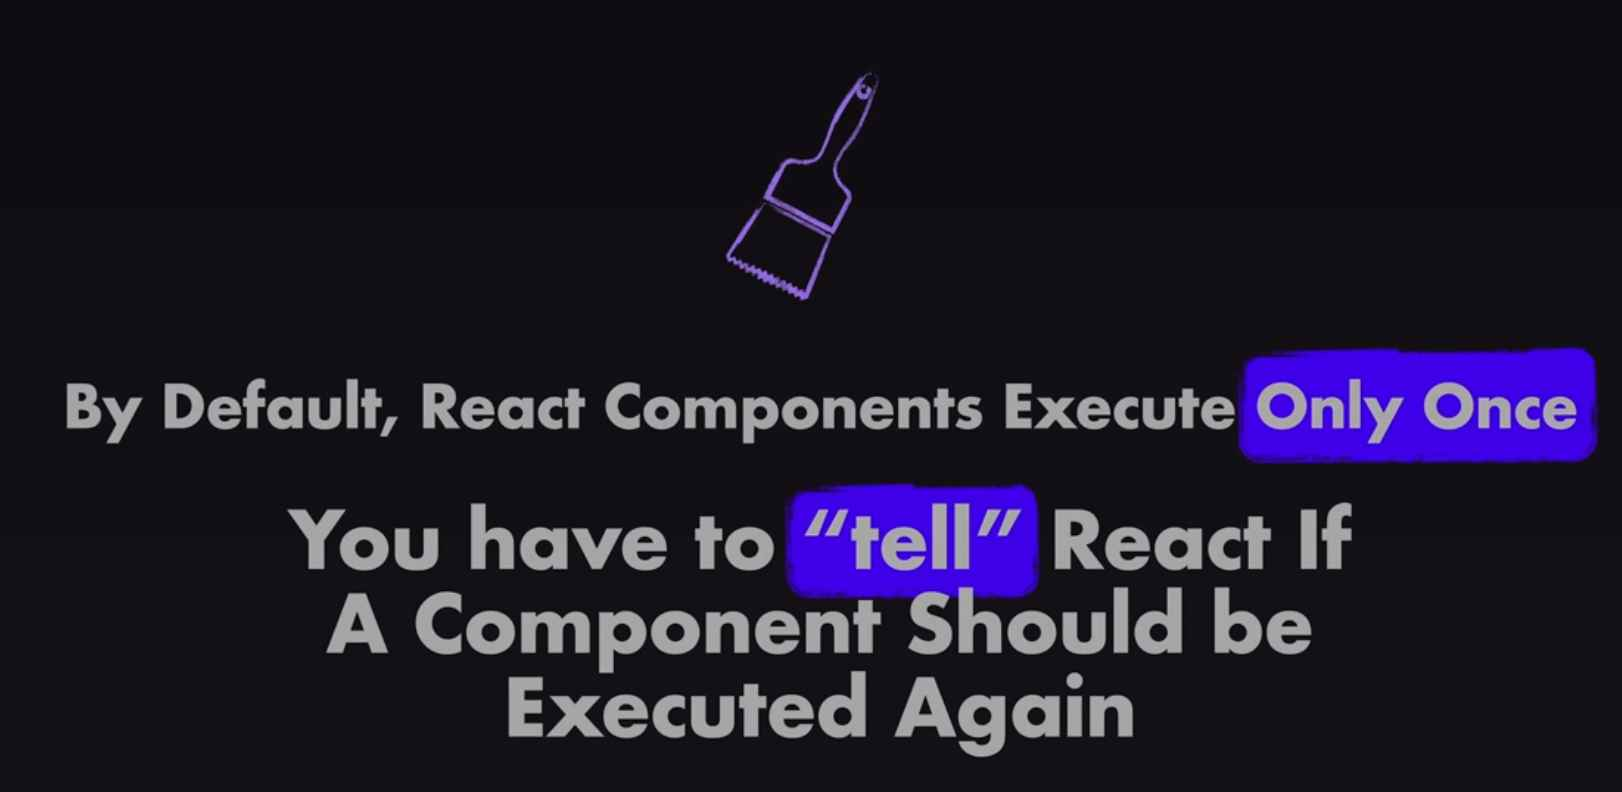 By Default, React Components Execute Only Once
You have to “tell” React If
A Component Should be
Executed Again